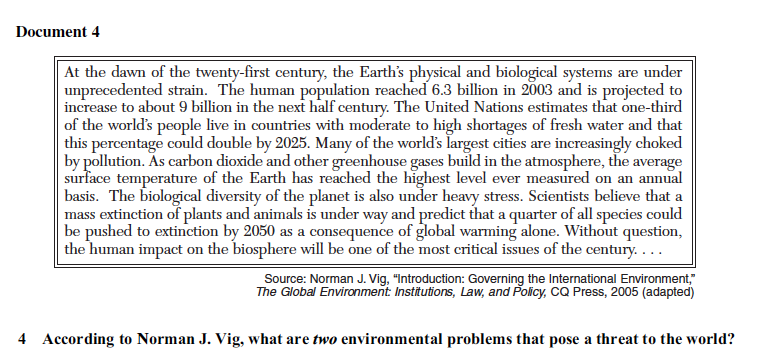 Document 4
At the dawn of the twenty-first century, the Earth's physical and biological systems are under
unprecedented strain. The human population reached 6.3 billion in 2003 and is projected to
increase to about 9 billion in the next half century. The United Nations estimates that one-third
of the world's people live in countries with moderate to high shortages of fresh water and that
this percentage could double by 2025. Many of the world's largest cities are increasingly choked
by pollution. As carbon dioxide and other greenhouse gases build in the atmosphere, the average
surface temperature of the Earth has reached the highest level ever measured on an annual
basis. The biological diversity of the planet is also under heavy stress. Scientists believe that a
mass extinction of plants and animals is under way and predict that a quarter of all species could
be pushed to extinction by 2050 as a consequence of global warming alone. Without question,
the human impact on the biosphere will be one of the most critical issues of the century. . . .
Source: Norman J. Vig, “Introduction: Governing the International Environment,”
The Global Environment: Institutions, Law, and Policy, CQ Press, 2005 (adapted)
4 According to Norman J. Vig, what are two environmental problems that pose a threat to the world?